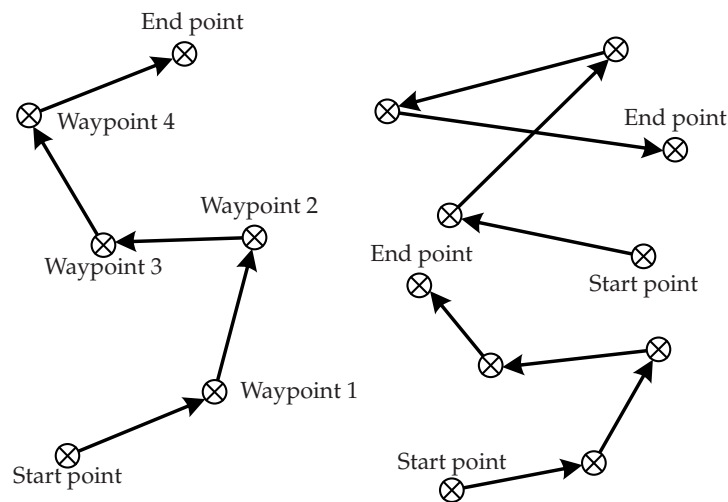 End point
Waypoint 4
Waypoint 2
Waypoint 3
Waypoint 1
Start point
End point
Start point
End point
Start point